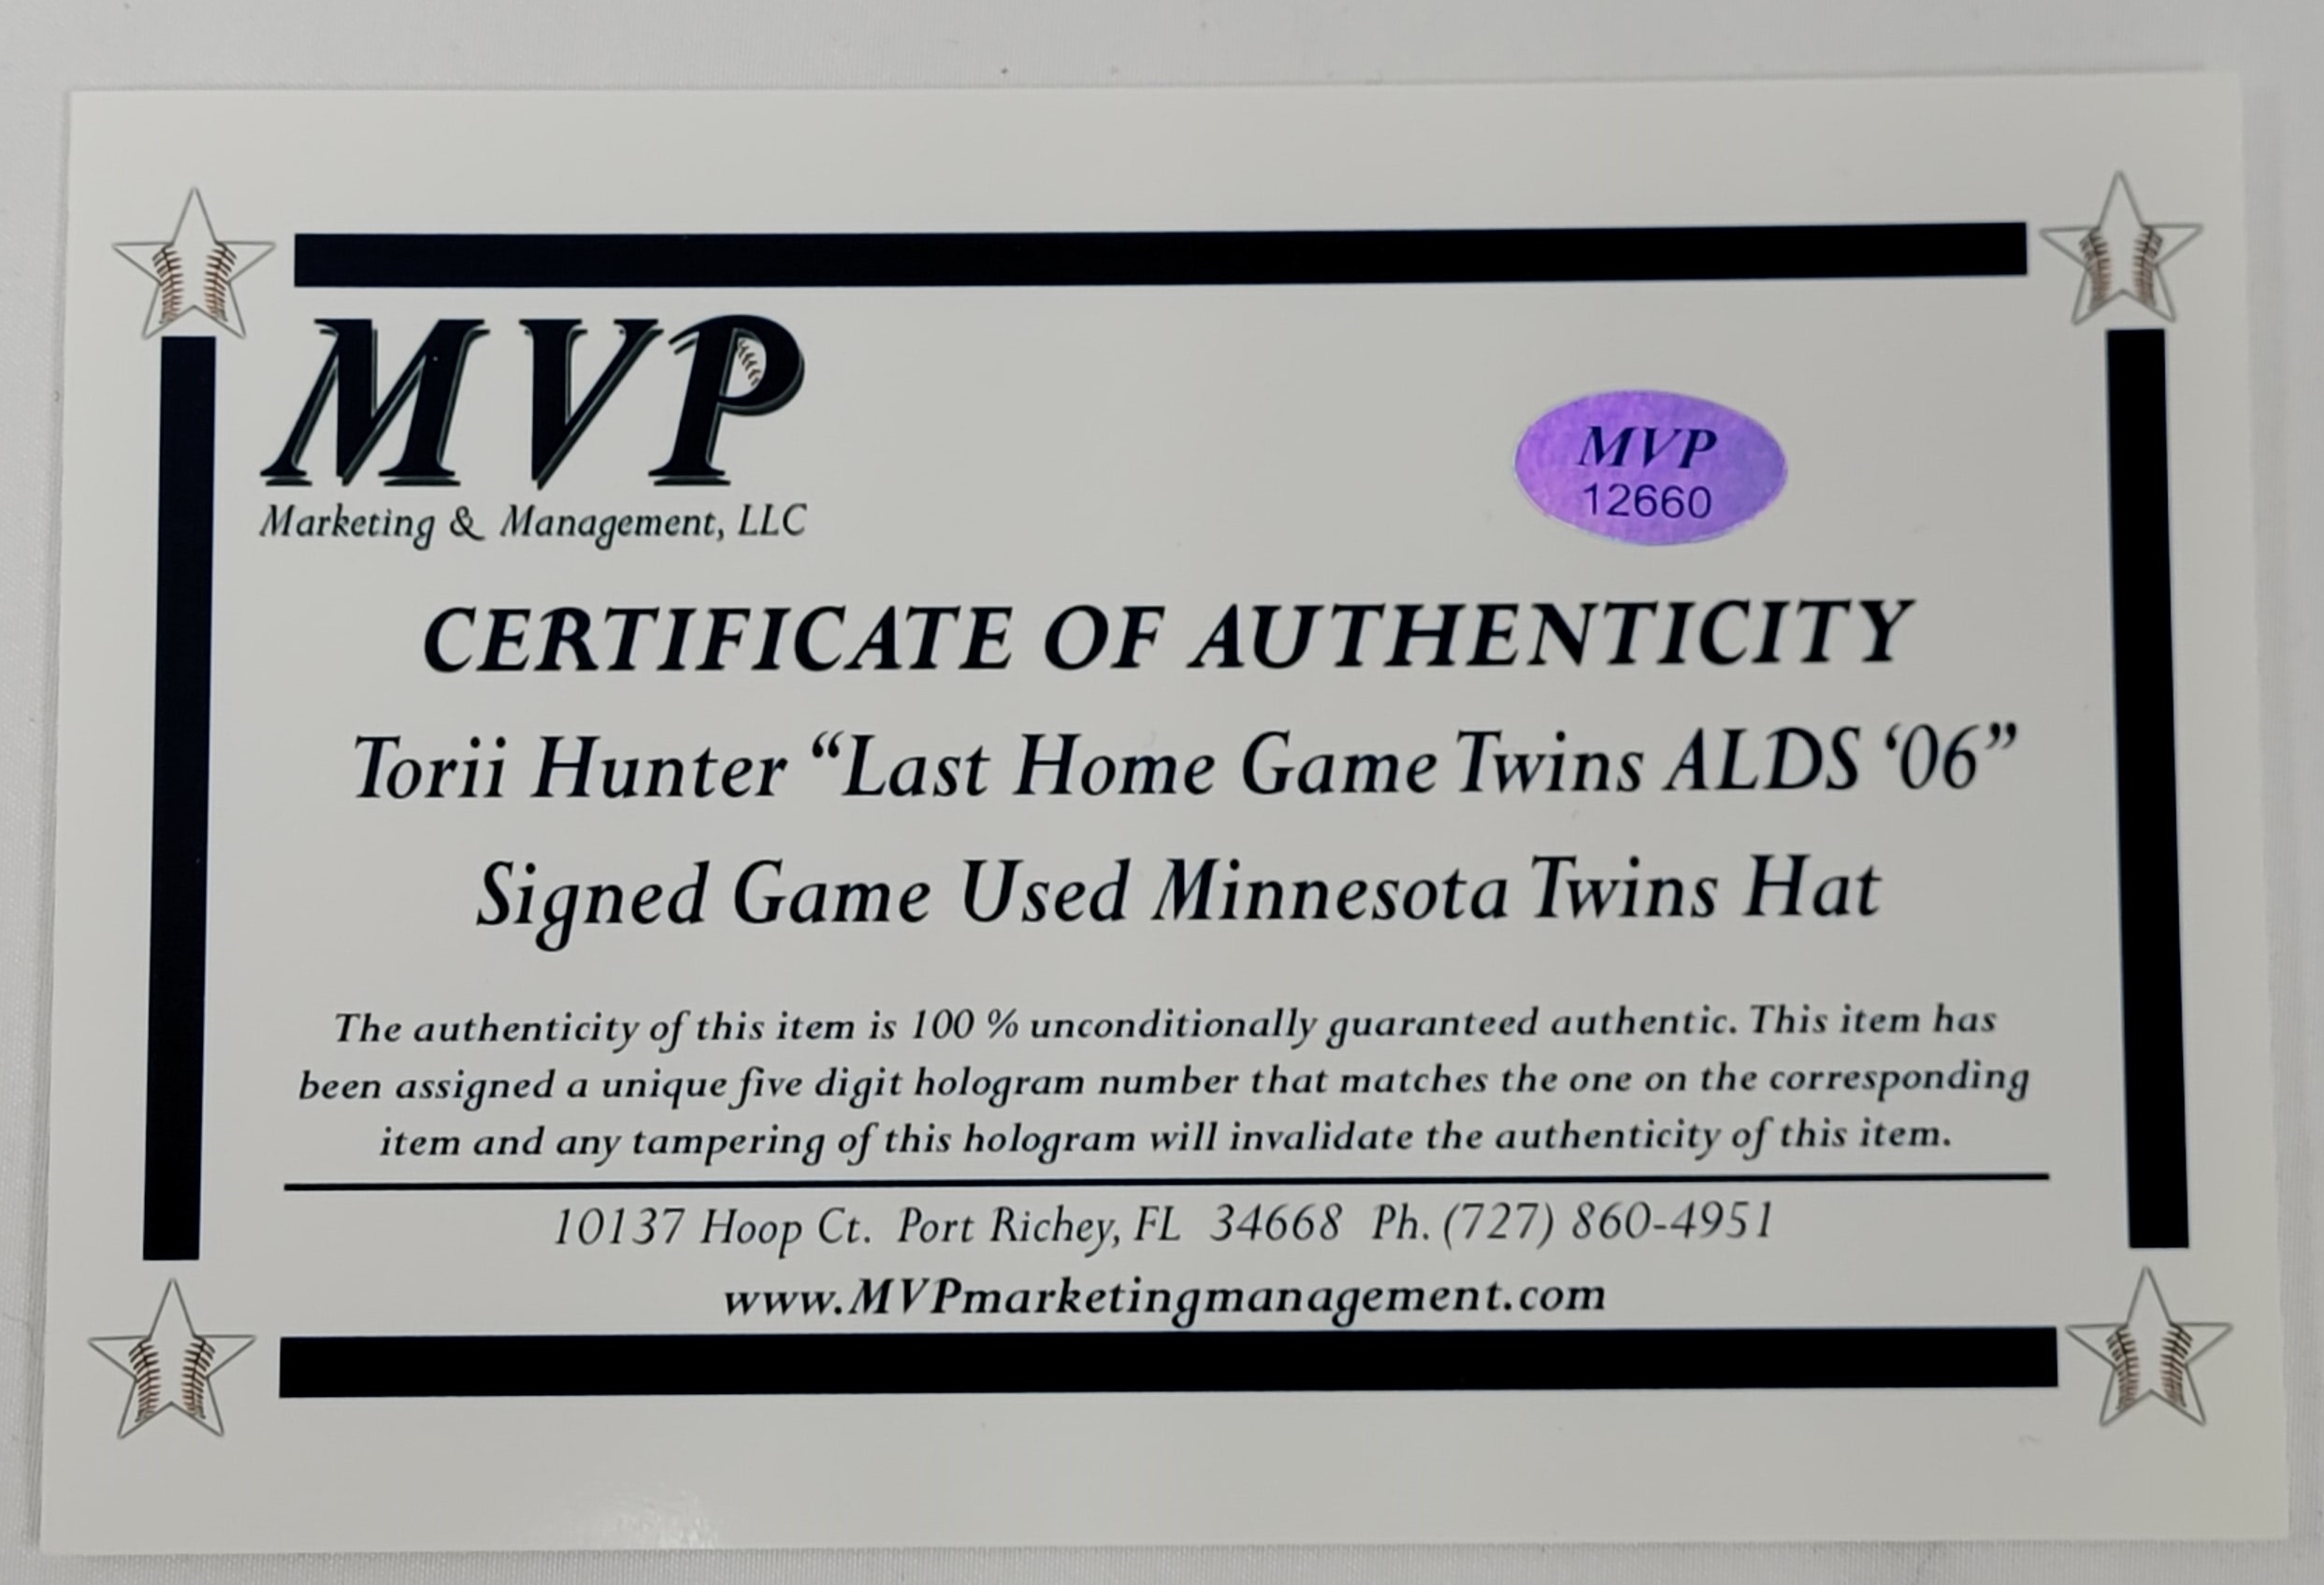 MVP
Marketing & Management, LLC
MVP
12660
CERTIFICATE OF AUTHENTICITY
Torii Hunter “Last Home Game Twins ALDS ‘06”
Signed Game Used Minnesota Twins Hat
The authenticity of this item is 100 % unconditionally guaranteed authentic. This item has
been assigned a unique five digit hologram number that matches the one on the corresponding
item and any tampering of this hologram will invalidate the authenticity of this item.
10137 Hoop Ct. Port Richey, FL 34668 Ph. (727) 860-4951
www.MVPmarketingmanagement.com